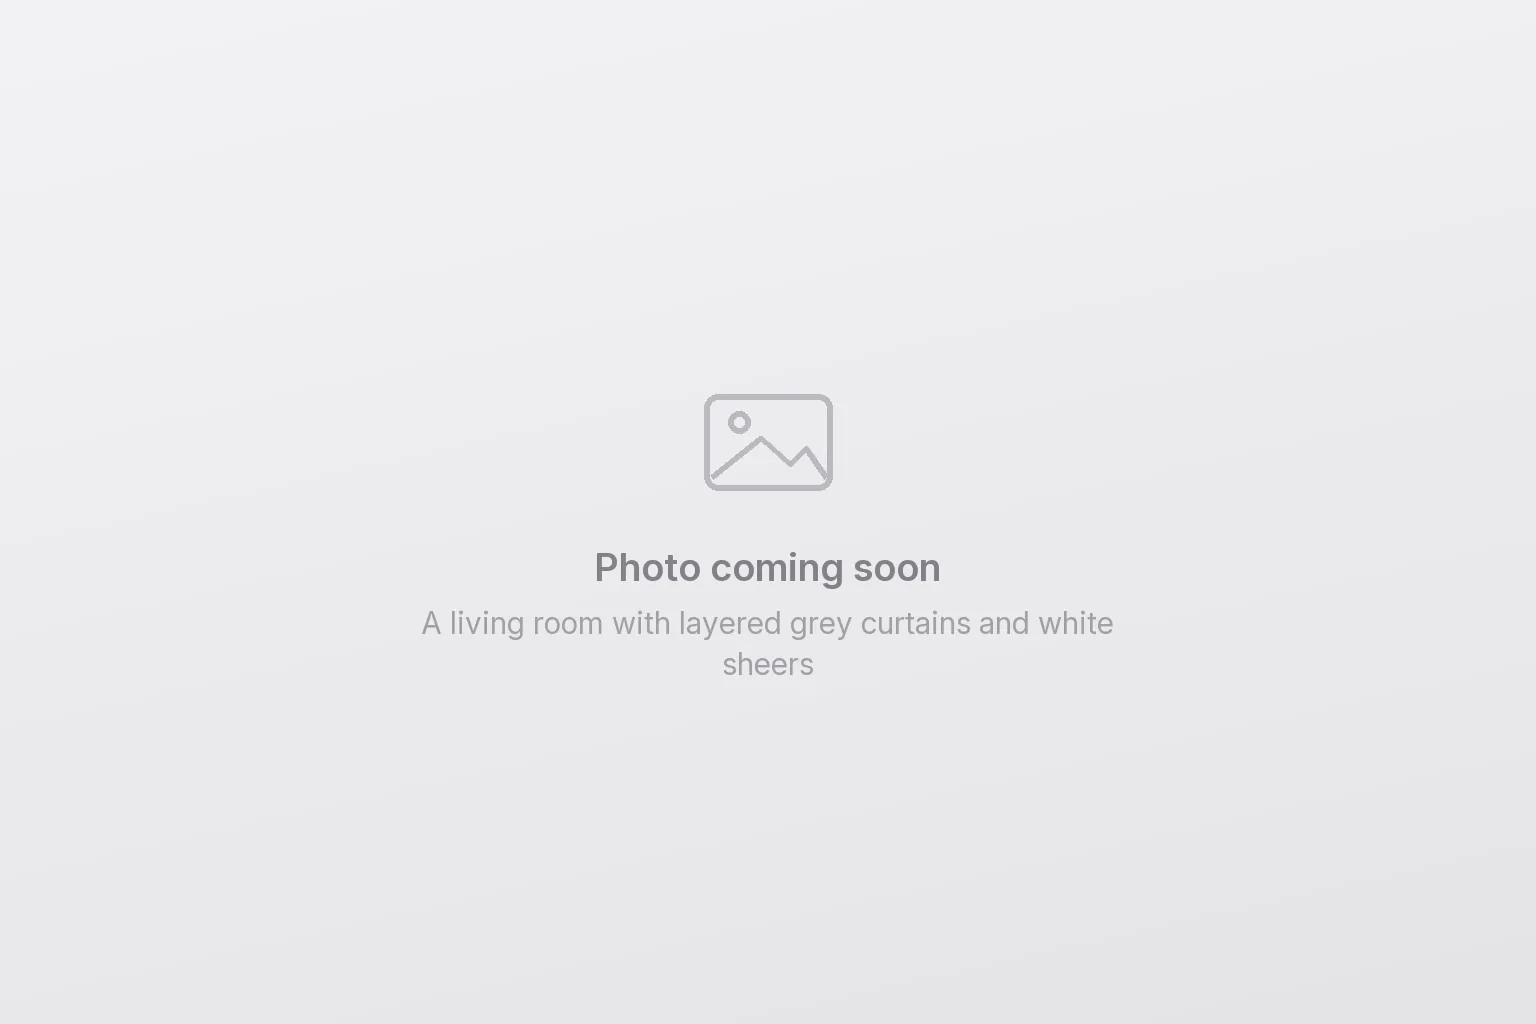 Photo coming soon
A living room with layered grey curtains and white
sheers